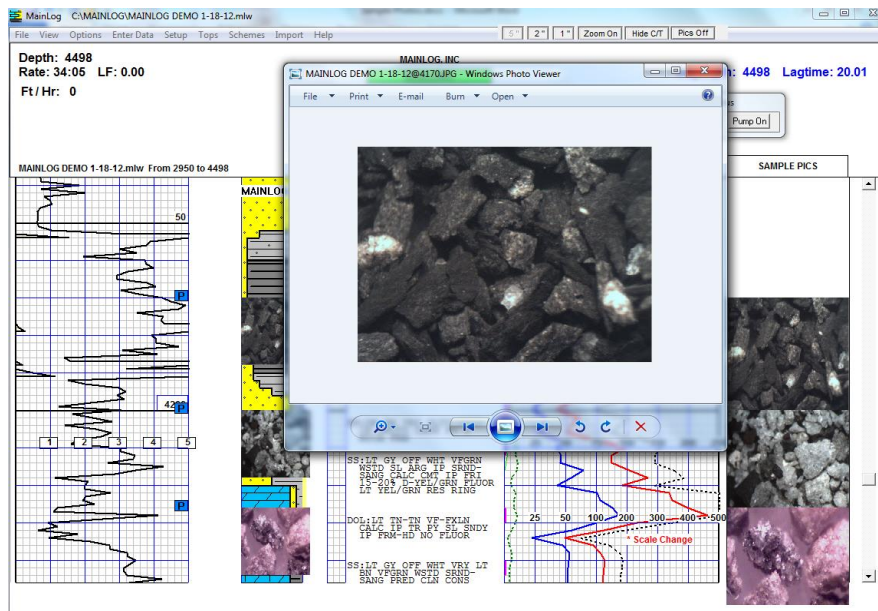 MainLog C:\MAINLOG\MAINLOG DEMO 1-18-12.mlw
File View Options Enter Data Setup Tops Schemes Import Help
5" 2" 1" Zoom On Hide C/T Pics Off
Depth: 4498
Rate: 34:05 LF: 0.00
Ft / Hr: 0
MAINLOG, INC
4498 Lagtime: 20.01
Pump On
MAINLOG DEMO 1-18-12@4170.JPG - Windows Photo Viewer
File Print E-mail Burn Open
MAINLOG DEMO 1-18-12.mlw From 2950 to 4498
SAMPLE PICS
MAINLO
50
P
P
1 2 3 4 5
P
SS:LT GY OFF WHT VFGRN
WSTD SL ARG IP SRND-
SANG CALC CMT IP FRI
15-20% D-YEL/GRN FLUOR
LT YEL/GRN RES RING
DOL:LT TN-TN VF-FXLN
CALC IP TR PY SL SNDY
IP FRM-HD NO FLUOR
SS:LT GY OFF WHT VRY LT
BN VFGRN WSTD SRND-
SANG PRED CLN CONS
25 50 100 200 300 400 500
* Scale Change